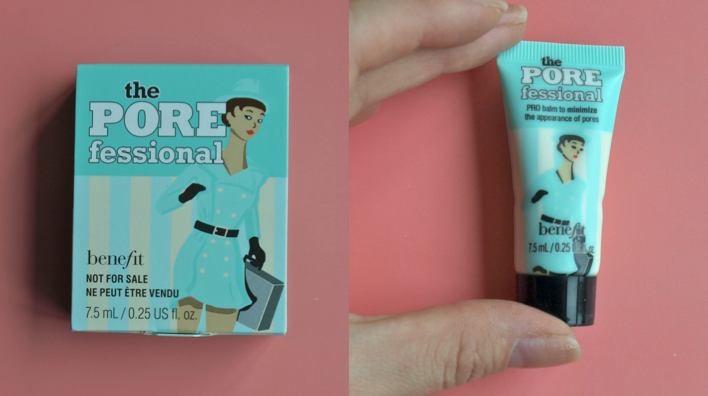 the
PORE
fessional
benefit
NOT FOR SALE
NE PEUT ÊTRE VENDU
7.5 mL / 0.25 US fl. oz.
the
PORE
fessional
PRO balm to minimize
the appearance of pores
benefit
7.5 mL / 0.25 oz.